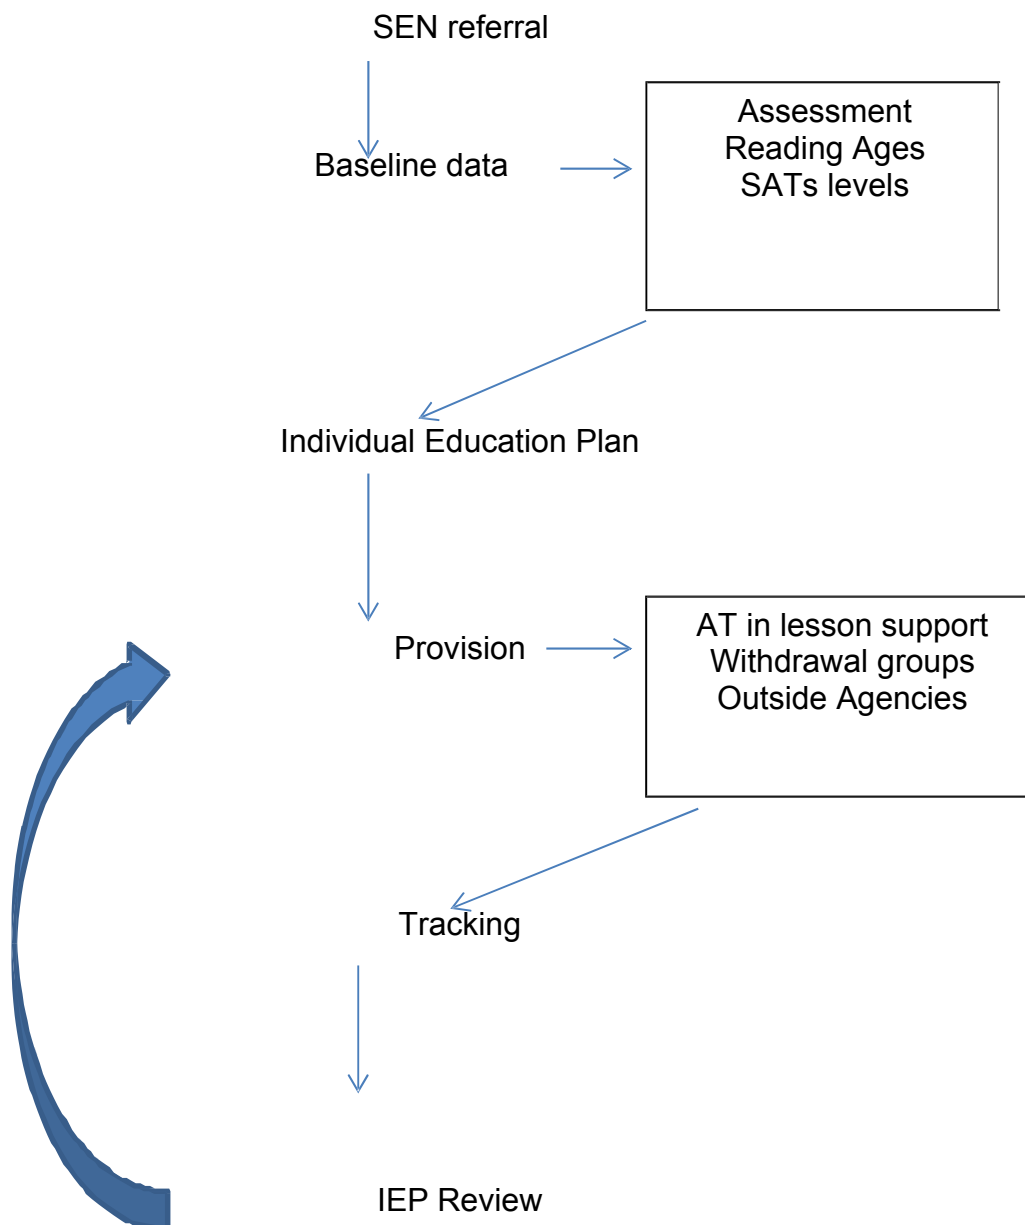 SEN referral
Baseline data
Assessment
Reading Ages
SATs levels
Individual Education Plan
Provision
AT in lesson support
Withdrawal groups
Outside Agencies
Tracking
IEP Review